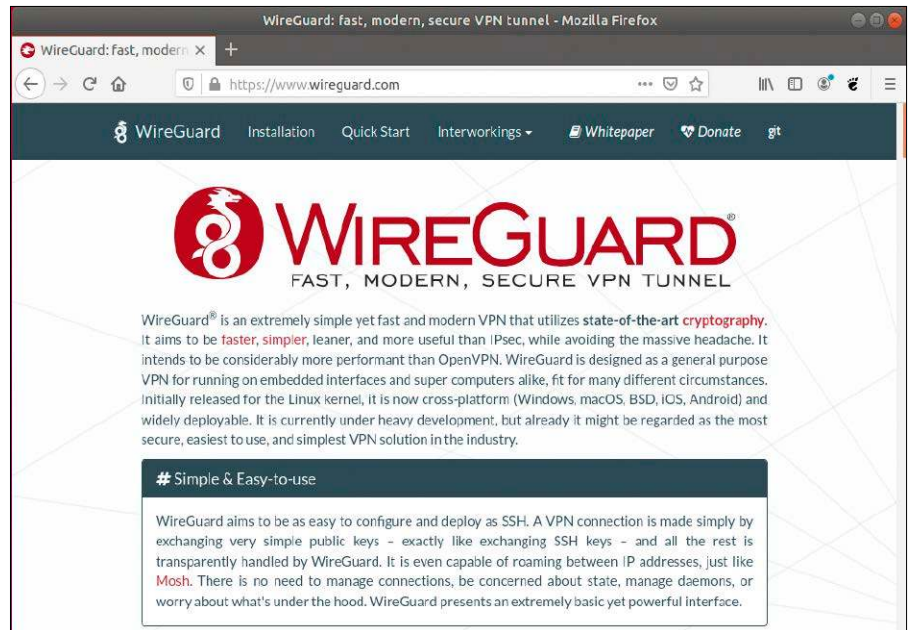 WireGuard: fast, modern, secure VPN tunnel - Mozilla Firefox
WireGuard: fast, modern
https://www.wireguard.com
WireGuard Installation Quick Start Interworkings Whitepaper Donate git
WIREGUARD®
FAST, MODERN, SECURE VPN TUNNEL
WireGuard® is an extremely simple yet fast and modern VPN that utilizes state-of-the-art cryptography.
It aims to be faster, simpler, leaner, and more useful than IPsec, while avoiding the massive headache. It
intends to be considerably more performant than OpenVPN. WireGuard is designed as a general purpose
VPN for running on embedded interfaces and super computers alike, fit for many different circumstances.
Initially released for the Linux kernel, it is now cross-platform (Windows, macOS, BSD, iOS, Android) and
widely deployable. It is currently under heavy development, but already it might be regarded as the most
secure, easiest to use, and simplest VPN solution in the industry.
# Simple & Easy-to-use
WireGuard aims to be as easy to configure and deploy as SSH. A VPN connection is made simply by
exchanging very simple public keys – exactly like exchanging SSH keys – and all the rest is
transparently handled by WireGuard. It is even capable of roaming between IP addresses, just like
Mosh. There is no need to manage connections, be concerned about state, manage daemons, or
worry about what's under the hood. WireGuard presents an extremely basic yet powerful interface.